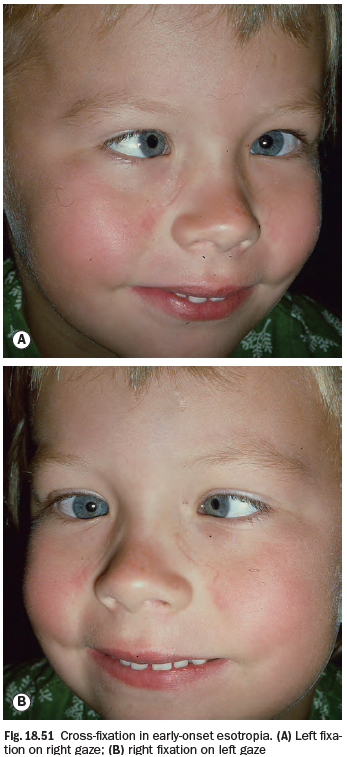 A
B
Fig. 18.51 Cross-fixation in early-onset esotropia. (A) Left fixa-
tion on right gaze; (B) right fixation on left gaze